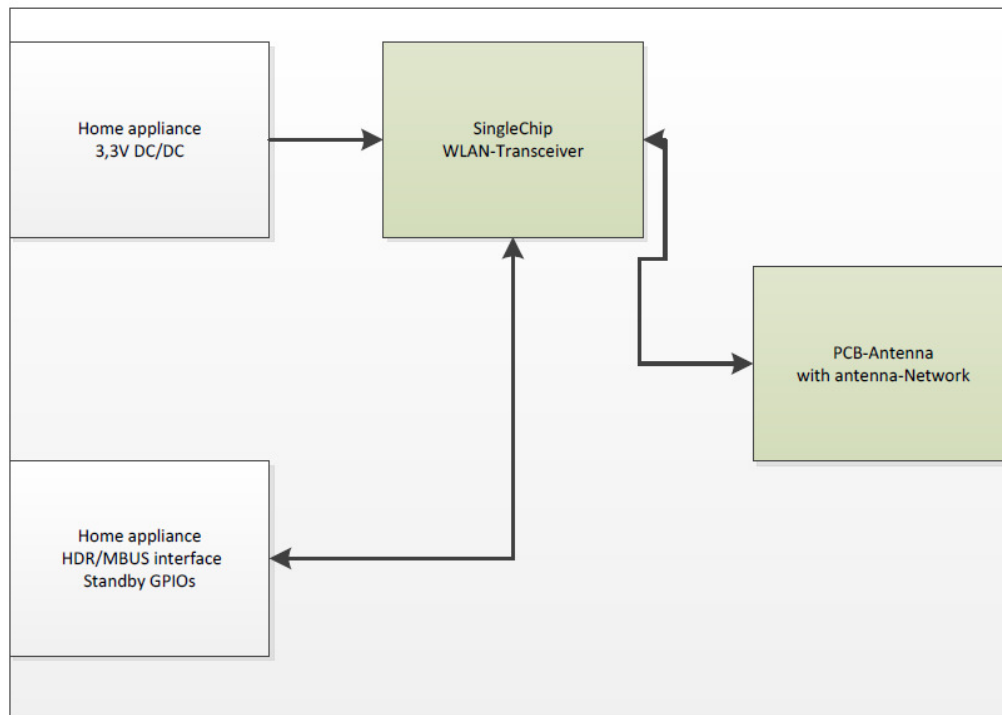 Home appliance
3,3V DC/DC
SingleChip
WLAN-Transceiver
PCB-Antenna
with antenna-Network
Home appliance
HDR/MBUS interface
Standby GPIOs